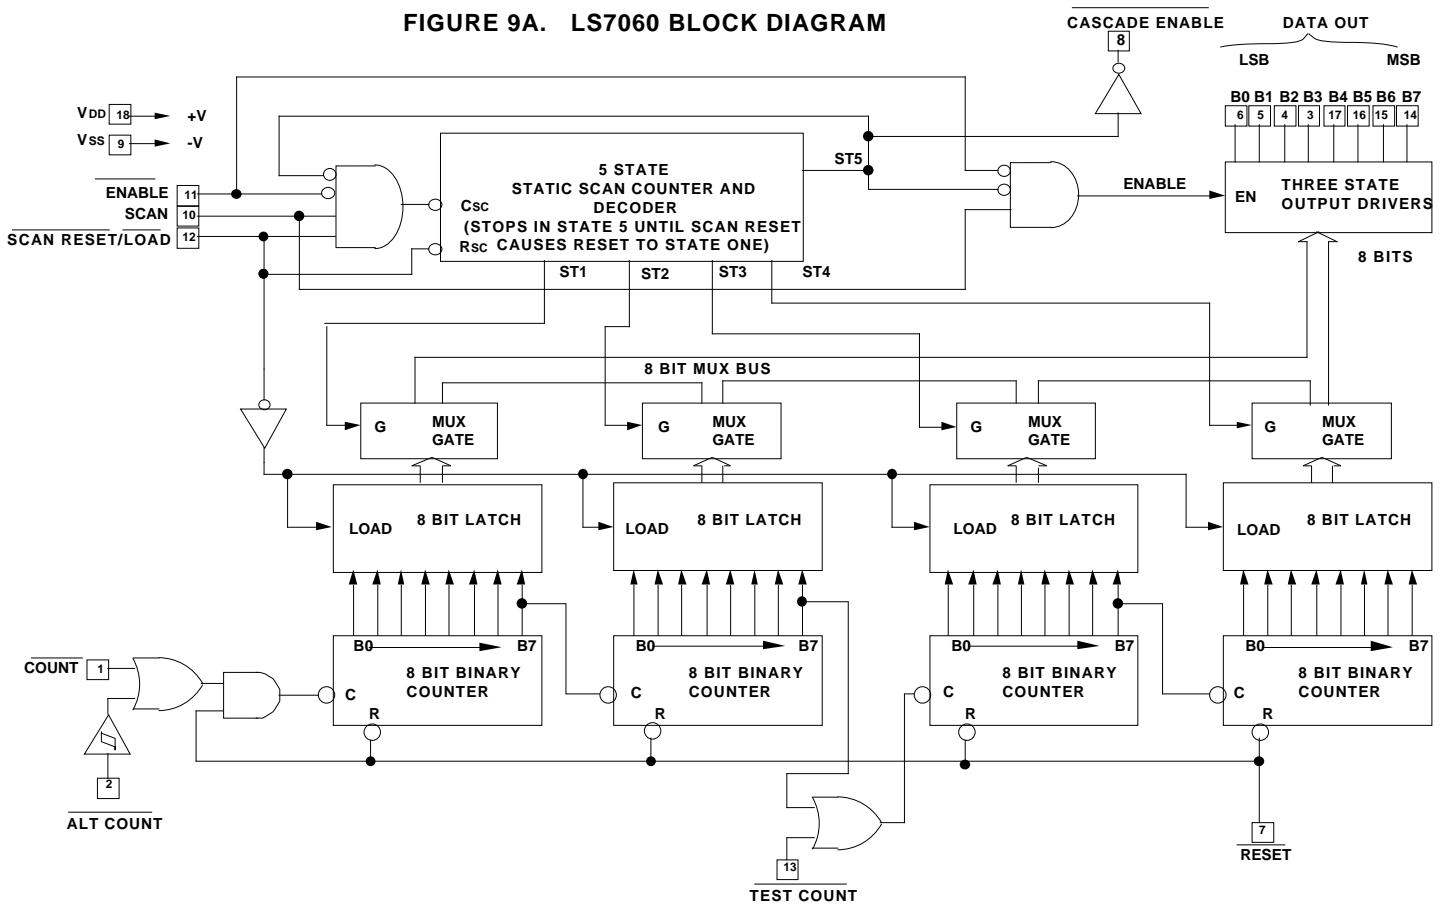 FIGURE 9A. LS7060 BLOCK DIAGRAM
CASCADE ENABLE
8
DATA OUT
LSB MSB
B0 B1 B2 B3 B4 B5 B6 B7
6 5 4 3 17 16 15 14
VDD 18 +V
VSS 9 -V
ENABLE 11
SCAN 10
SCAN RESET/LOAD 12
5 STATE
STATIC SCAN COUNTER AND
DECODER
(STOPS IN STATE 5 UNTIL SCAN RESET
CAUSES RESET TO STATE ONE)
CSC
RSC
ST5
ST1 ST2 ST3 ST4
ENABLE
EN
THREE STATE
OUTPUT DRIVERS
8 BITS
8 BIT MUX BUS
G MUX
GATE
G MUX
GATE
G MUX
GATE
G MUX
GATE
LOAD 8 BIT LATCH
LOAD 8 BIT LATCH
LOAD 8 BIT LATCH
LOAD 8 BIT LATCH
B0 B7
8 BIT BINARY
COUNTER
C
R
B0 B7
8 BIT BINARY
COUNTER
C
R
B0 B7
8 BIT BINARY
COUNTER
C
R
B0 B7
8 BIT BINARY
COUNTER
C
R
COUNT 1
2
ALT COUNT
13
TEST COUNT
7
RESET